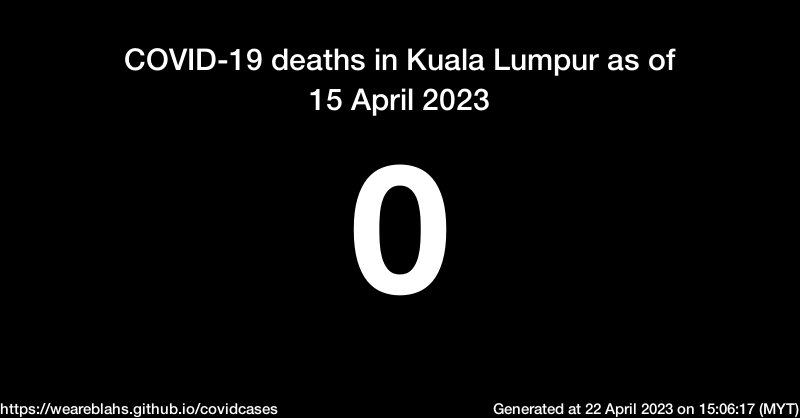 COVID-19 deaths in Kuala Lumpur as of
15 April 2023
0
https://weareblahs.github.io/covidcases
Generated at 22 April 2023 on 15:06:17 (MYT)